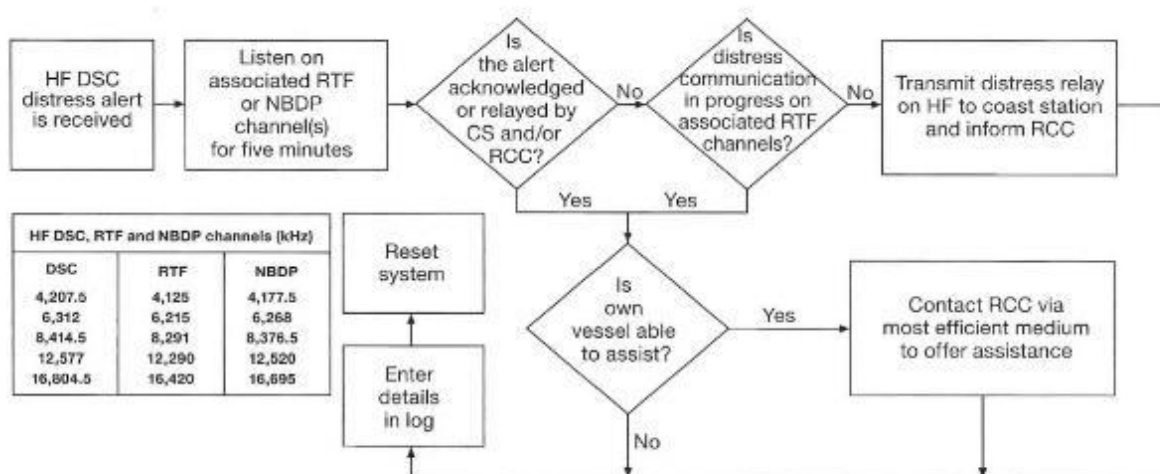 HF DSC
distress alert
is received
Listen on
associated RTF
or NBDP
channel(s)
for five minutes
Is
the alert
acknowledged
or relayed by
CS and/or
RCC?
No
Is
distress
communication
in progress on
associated RTF
channels?
No
Transmit distress relay
on HF to coast station
and inform RCC
Yes
Yes
HF DSC, RTF and NBDP channels (kHz)
DSC RTF NBDP
4,207.5 4,125 4,177.5
6,312 6,215 6,268
8,414.5 8,291 8,376.5
12,577 12,290 12,520
16,804.5 16,420 16,695
Reset
system
Enter
details
in log
Is
own
vessel able
to assist?
Yes
No
Contact RCC via
most efficient medium
to offer assistance